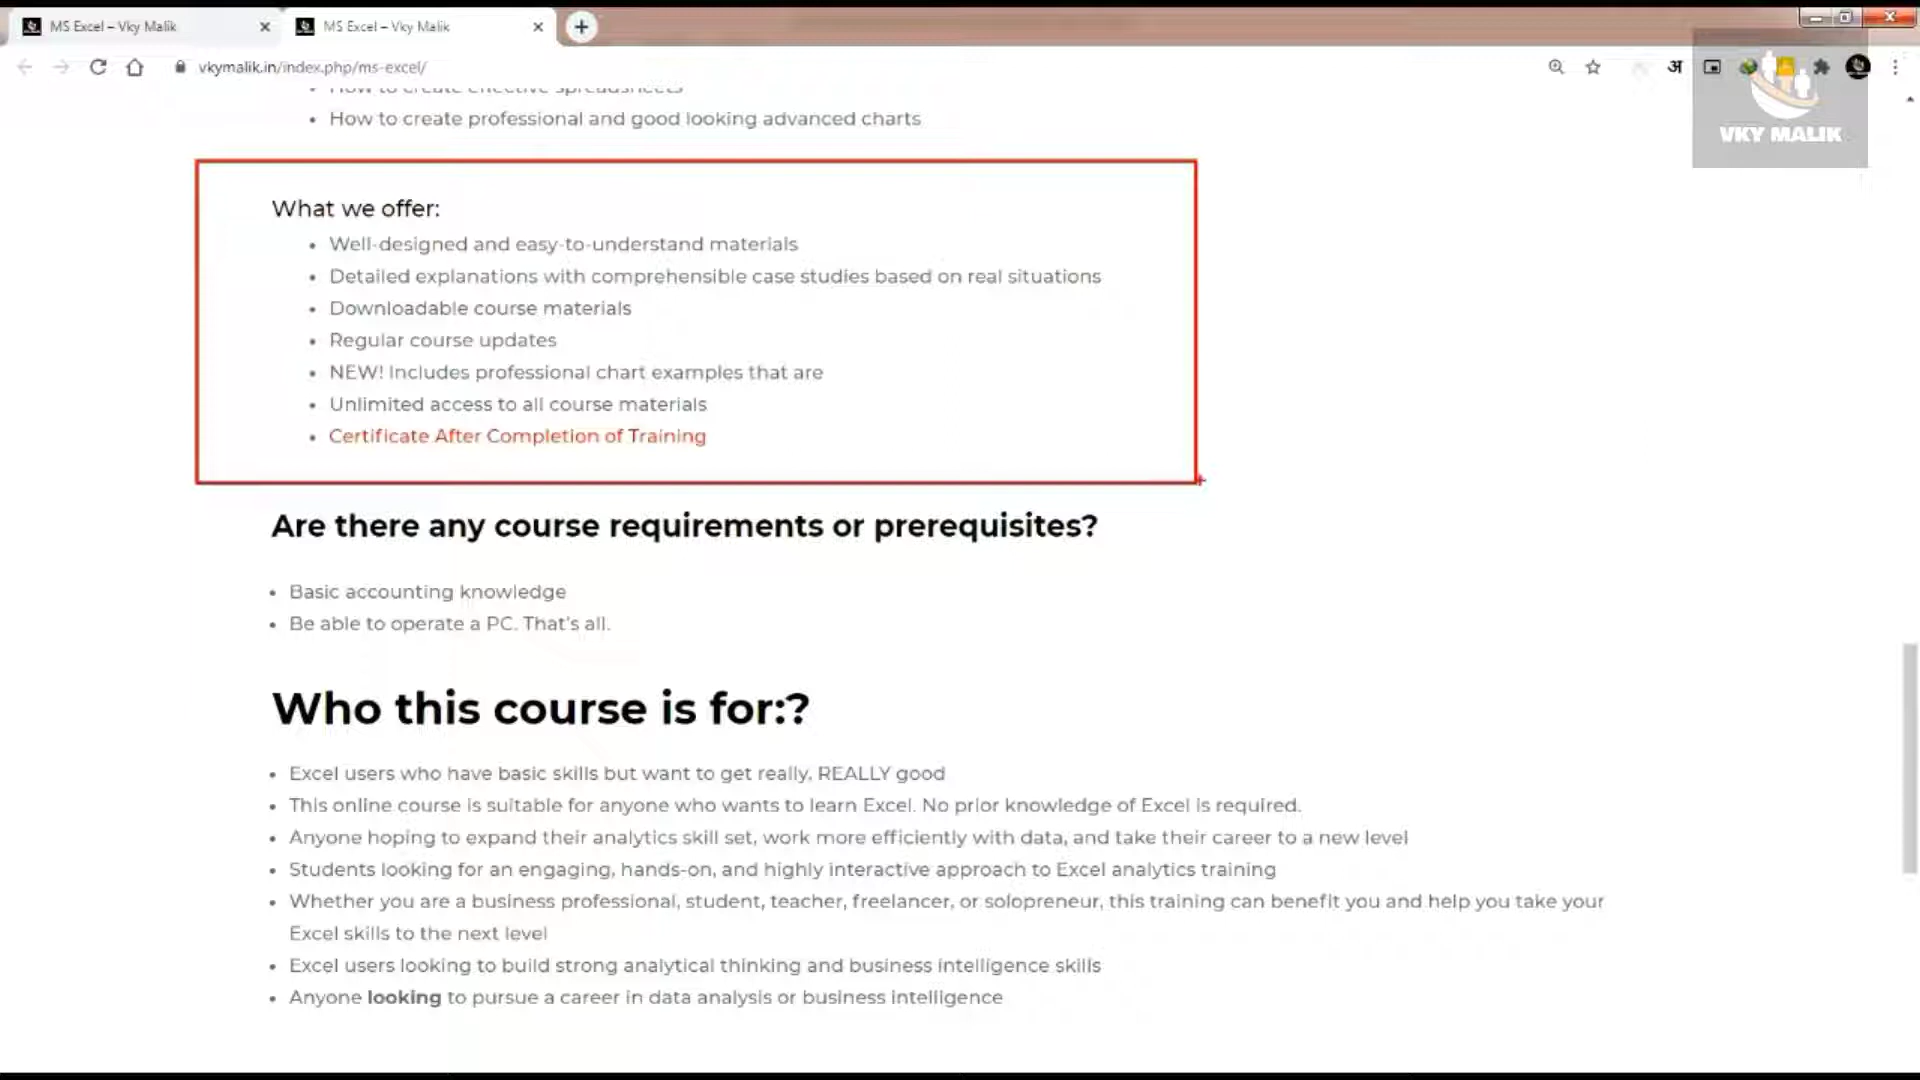 MS Excel – Vky Malik
MS Excel – Vky Malik
vkymalik.in/index.php/ms-excel/
अ
VKY MALIK
How to create effective spreadsheets
How to create professional and good looking advanced charts
What we offer:
Well-designed and easy-to-understand materials
Detailed explanations with comprehensible case studies based on real situations
Downloadable course materials
Regular course updates
NEW! Includes professional chart examples that are
Unlimited access to all course materials
Certificate After Completion of Training
Are there any course requirements or prerequisites?
Basic accounting knowledge
Be able to operate a PC. That's all.
Who this course is for:?
Excel users who have basic skills but want to get really, REALLY good
This online course is suitable for anyone who wants to learn Excel. No prior knowledge of Excel is required.
Anyone hoping to expand their analytics skill set, work more efficiently with data, and take their career to a new level
Students looking for an engaging, hands-on, and highly interactive approach to Excel analytics training
Whether you are a business professional, student, teacher, freelancer, or solopreneur, this training can benefit you and help you take your
Excel skills to the next level
Excel users looking to build strong analytical thinking and business intelligence skills
Anyone looking to pursue a career in data analysis or business intelligence